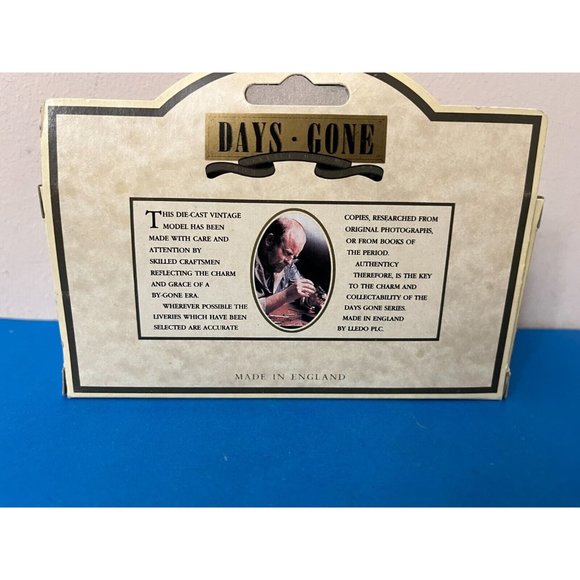 DAYS · GONE
THIS DIE-CAST VINTAGE
MODEL HAS BEEN
MADE WITH CARE AND
ATTENTION BY
SKILLED CRAFTSMEN
REFLECTING THE CHARM
AND GRACE OF A
BY-GONE ERA.
WHEREVER POSSIBLE THE
LIVERIES WHICH HAVE BEEN
SELECTED ARE ACCURATE
COPIES, RESEARCHED FROM
ORIGINAL PHOTOGRAPHS,
OR FROM BOOKS OF
THE PERIOD.
AUTHENTICY
THEREFORE, IS THE KEY
TO THE CHARM AND
COLLECTABILITY OF THE
DAYS GONE SERIES.
MADE IN ENGLAND
BY LLEDO PLC.
MADE IN ENGLAND